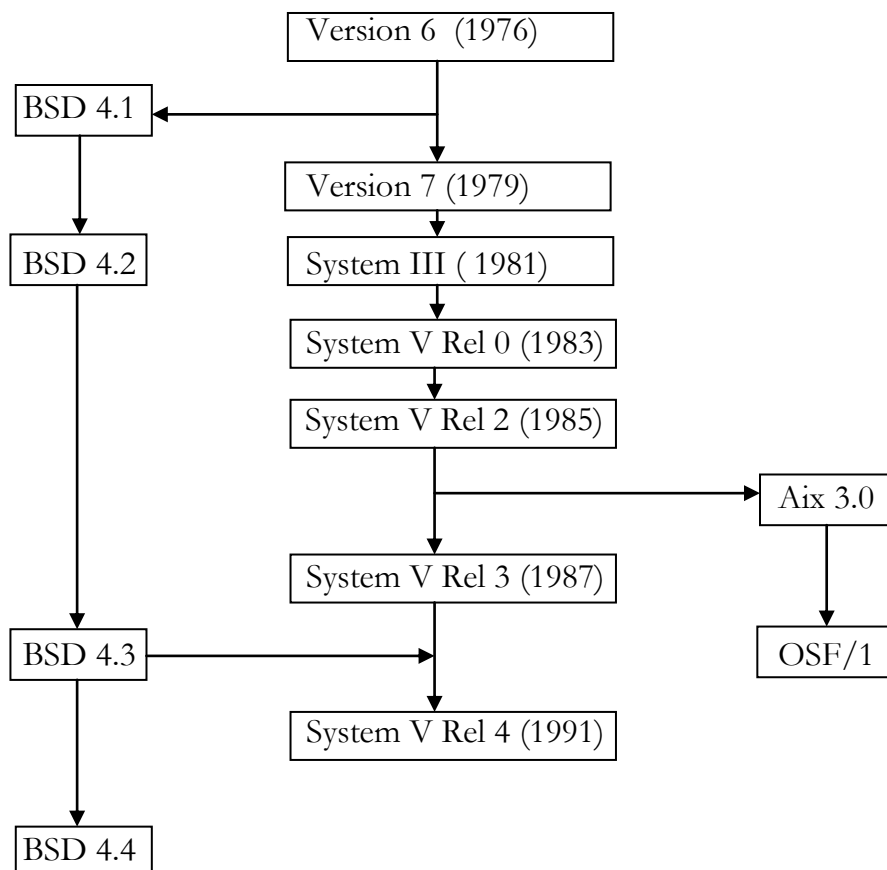 Version 6 (1976)
BSD 4.1
Version 7 (1979)
BSD 4.2
System III ( 1981)
System V Rel 0 (1983)
System V Rel 2 (1985)
Aix 3.0
System V Rel 3 (1987)
BSD 4.3
OSF/1
System V Rel 4 (1991)
BSD 4.4